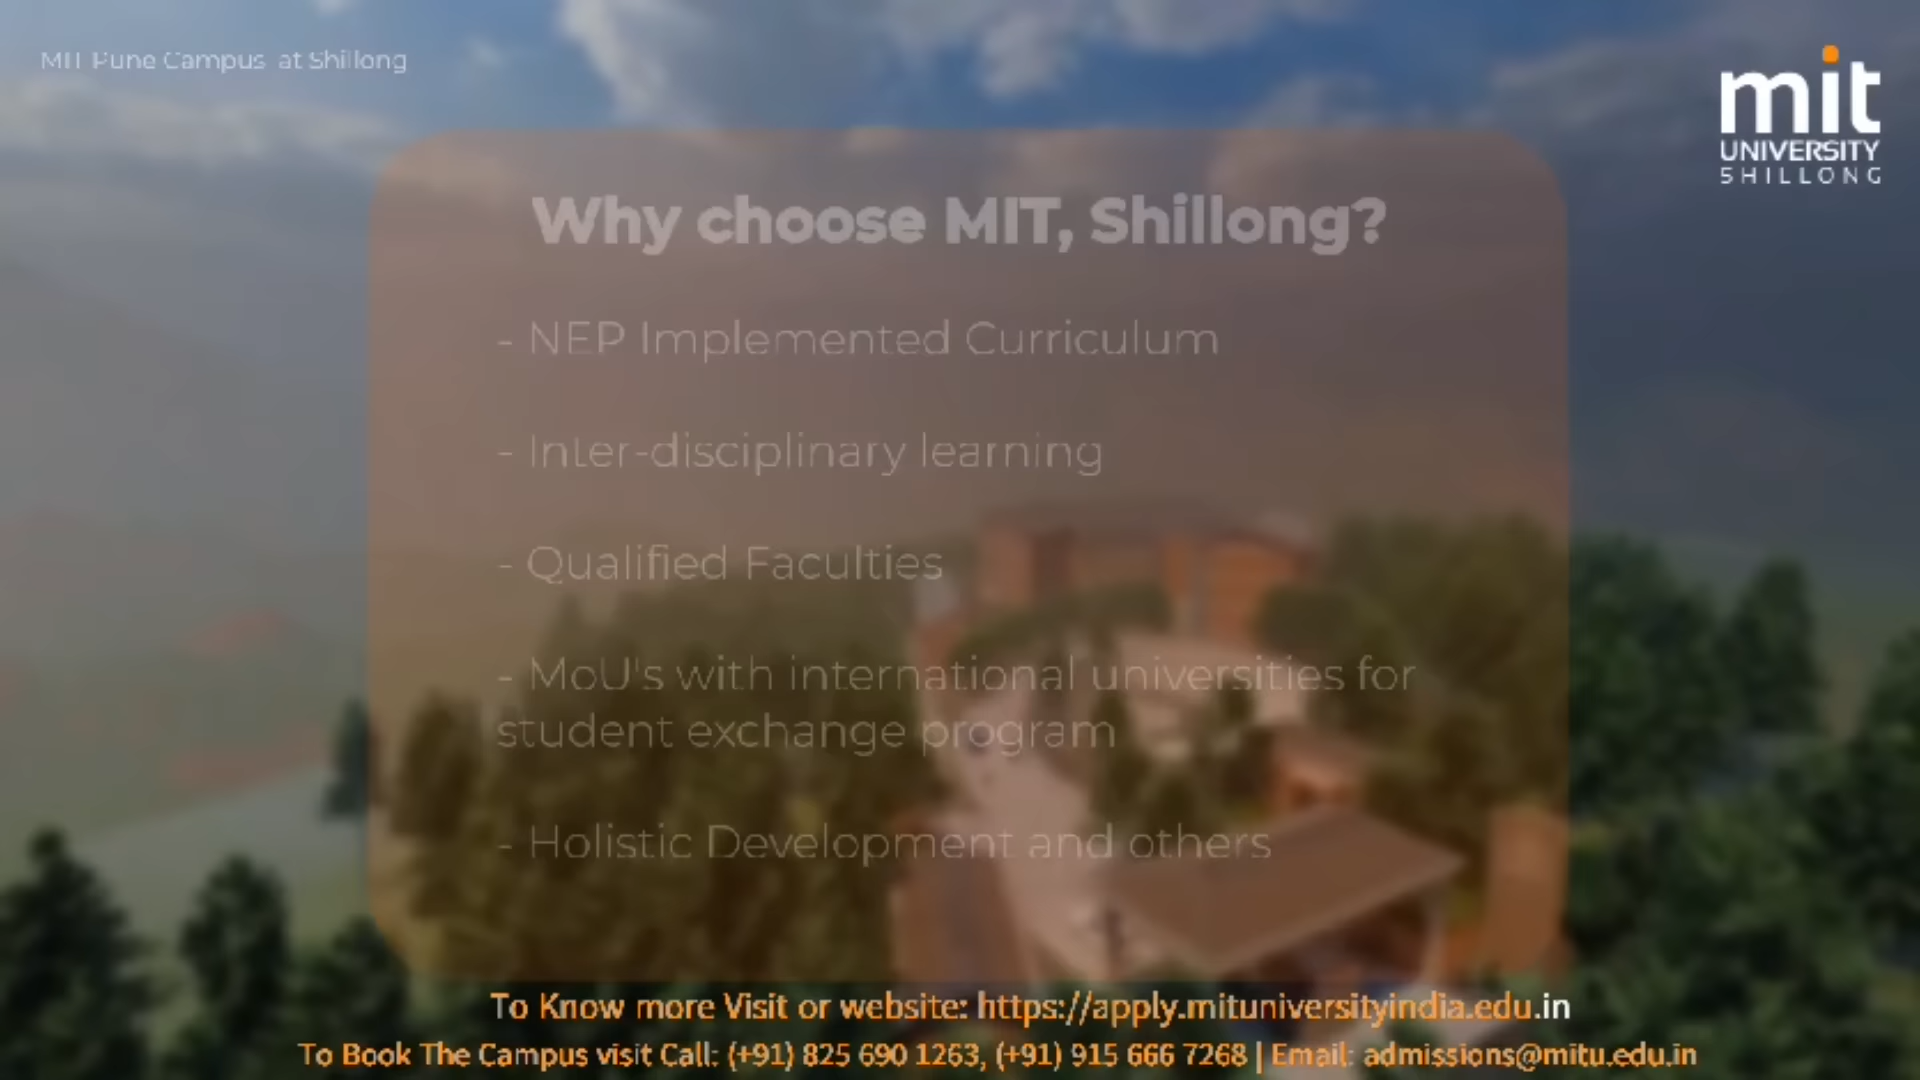 MIT Pune Campus at Shillong
mit
UNIVERSITY
SHILLONG
Why choose MIT, Shillong?
- NEP Implemented Curriculum
- Inter-disciplinary learning
- Qualified Faculties
- MoU's with international universities for
student exchange program
- Holistic Development and others
To Know more Visit or website: https://apply.mituniversityindia.edu.in
To Book The Campus visit Call: (+91) 825 690 1263, (+91) 915 666 7268 | Email: admissions@mitu.edu.in